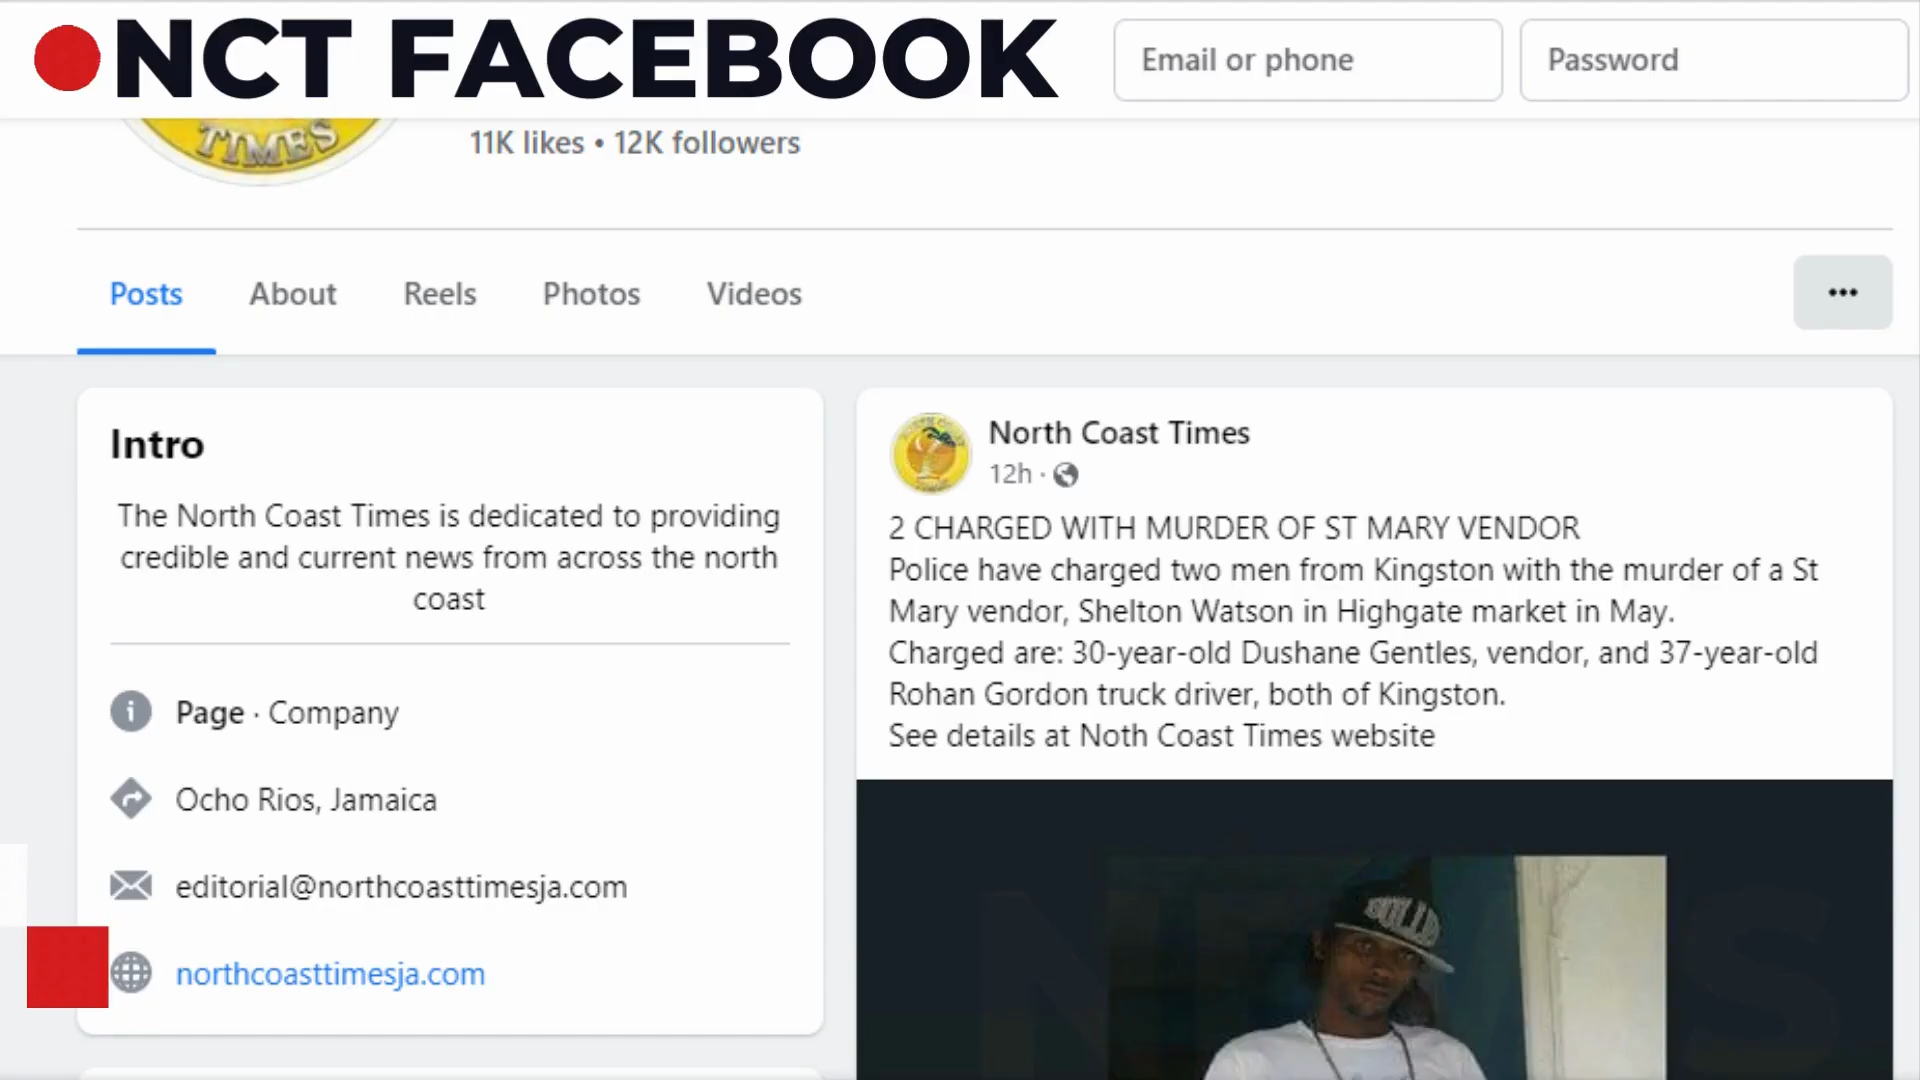 NCT FACEBOOK
Email or phone
Password
TIMES
11K likes • 12K followers
Posts
About
Reels
Photos
Videos
Intro
The North Coast Times is dedicated to providing
credible and current news from across the north
coast
Page · Company
Ocho Rios, Jamaica
editorial@northcoasttimesja.com
northcoasttimesja.com
North Coast Times
12h ·
2 CHARGED WITH MURDER OF ST MARY VENDOR
Police have charged two men from Kingston with the murder of a St
Mary vendor, Shelton Watson in Highgate market in May.
Charged are: 30-year-old Dushane Gentles, vendor, and 37-year-old
Rohan Gordon truck driver, both of Kingston.
See details at Noth Coast Times website